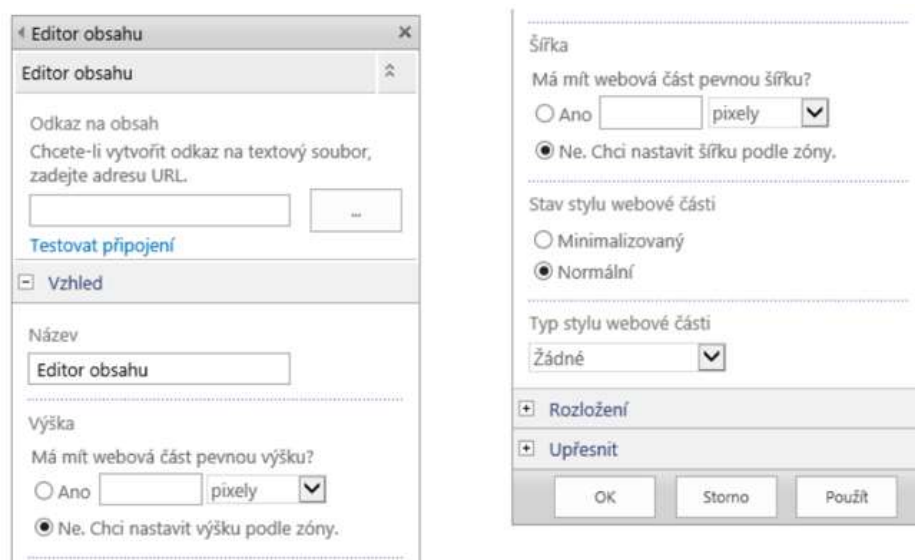 Editor obsahu
Editor obsahu
Odkaz na obsah
Chcete-li vytvořit odkaz na textový soubor,
zadejte adresu URL.
...
Testovat připojení
Vzhled
Název
Editor obsahu
Výška
Má mít webová část pevnou výšku?
Ano pixely
Ne. Chci nastavit výšku podle zóny.
Šířka
Má mít webová část pevnou šířku?
Ano pixely
Ne. Chci nastavit šířku podle zóny.
Stav stylu webové části
Minimalizovaný
Normální
Typ stylu webové části
Žádné
Rozložení
Upřesnit
OK Storno Použít